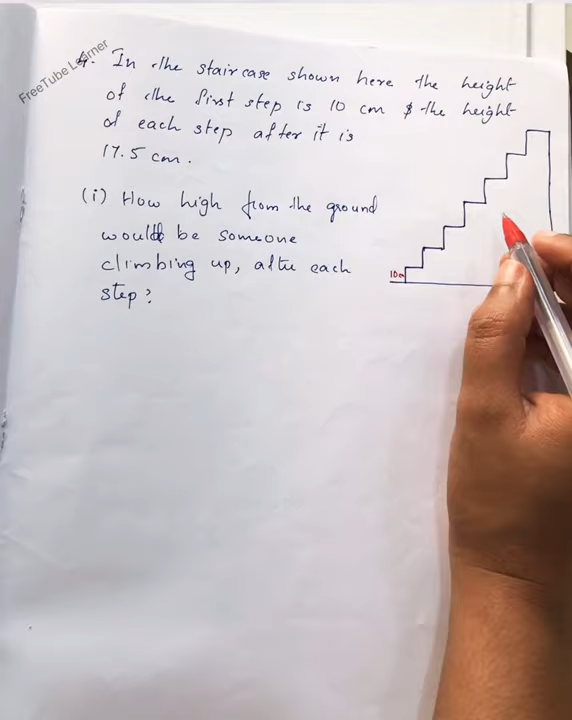 FreeTube Learner
4. In the staircase shown here the height
of the first step is 10 cm & the height
of each step after it is
17.5 cm.
(i) How high from the ground
would be someone
climbing up, after each
step?